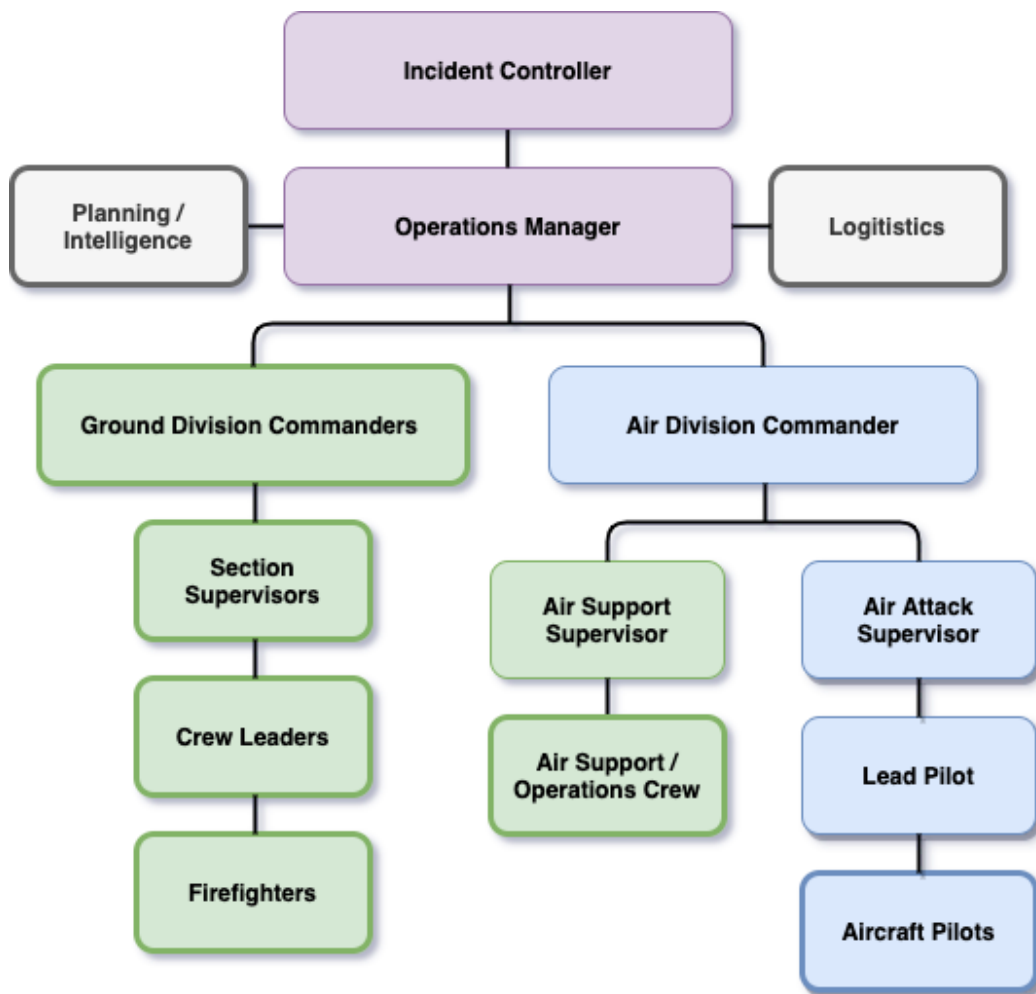 Incident Controller
Planning /
Intelligence
Operations Manager
Logitistics
Ground Division Commanders
Air Division Commander
Section
Supervisors
Air Support
Supervisor
Air Attack
Supervisor
Crew Leaders
Air Support /
Operations Crew
Lead Pilot
Firefighters
Aircraft Pilots